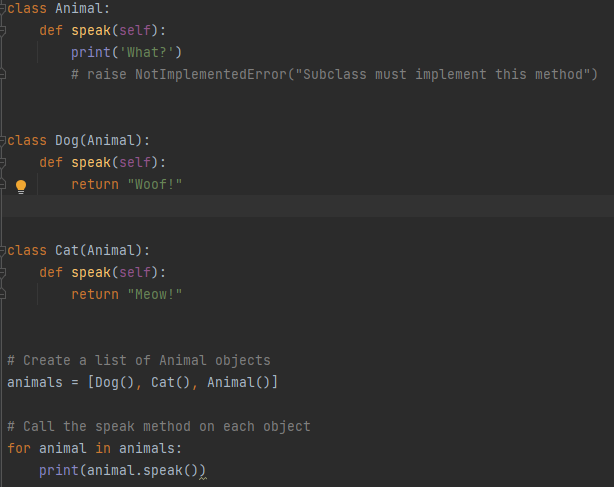 class Animal:
    def speak(self):
        print('What?')
        # raise NotImplementedError("Subclass must implement this method")
class Dog(Animal):
    def speak(self):
        return "Woof!"
class Cat(Animal):
    def speak(self):
        return "Meow!"
# Create a list of Animal objects
animals = [Dog(), Cat(), Animal()]
# Call the speak method on each object
for animal in animals:
    print(animal.speak())